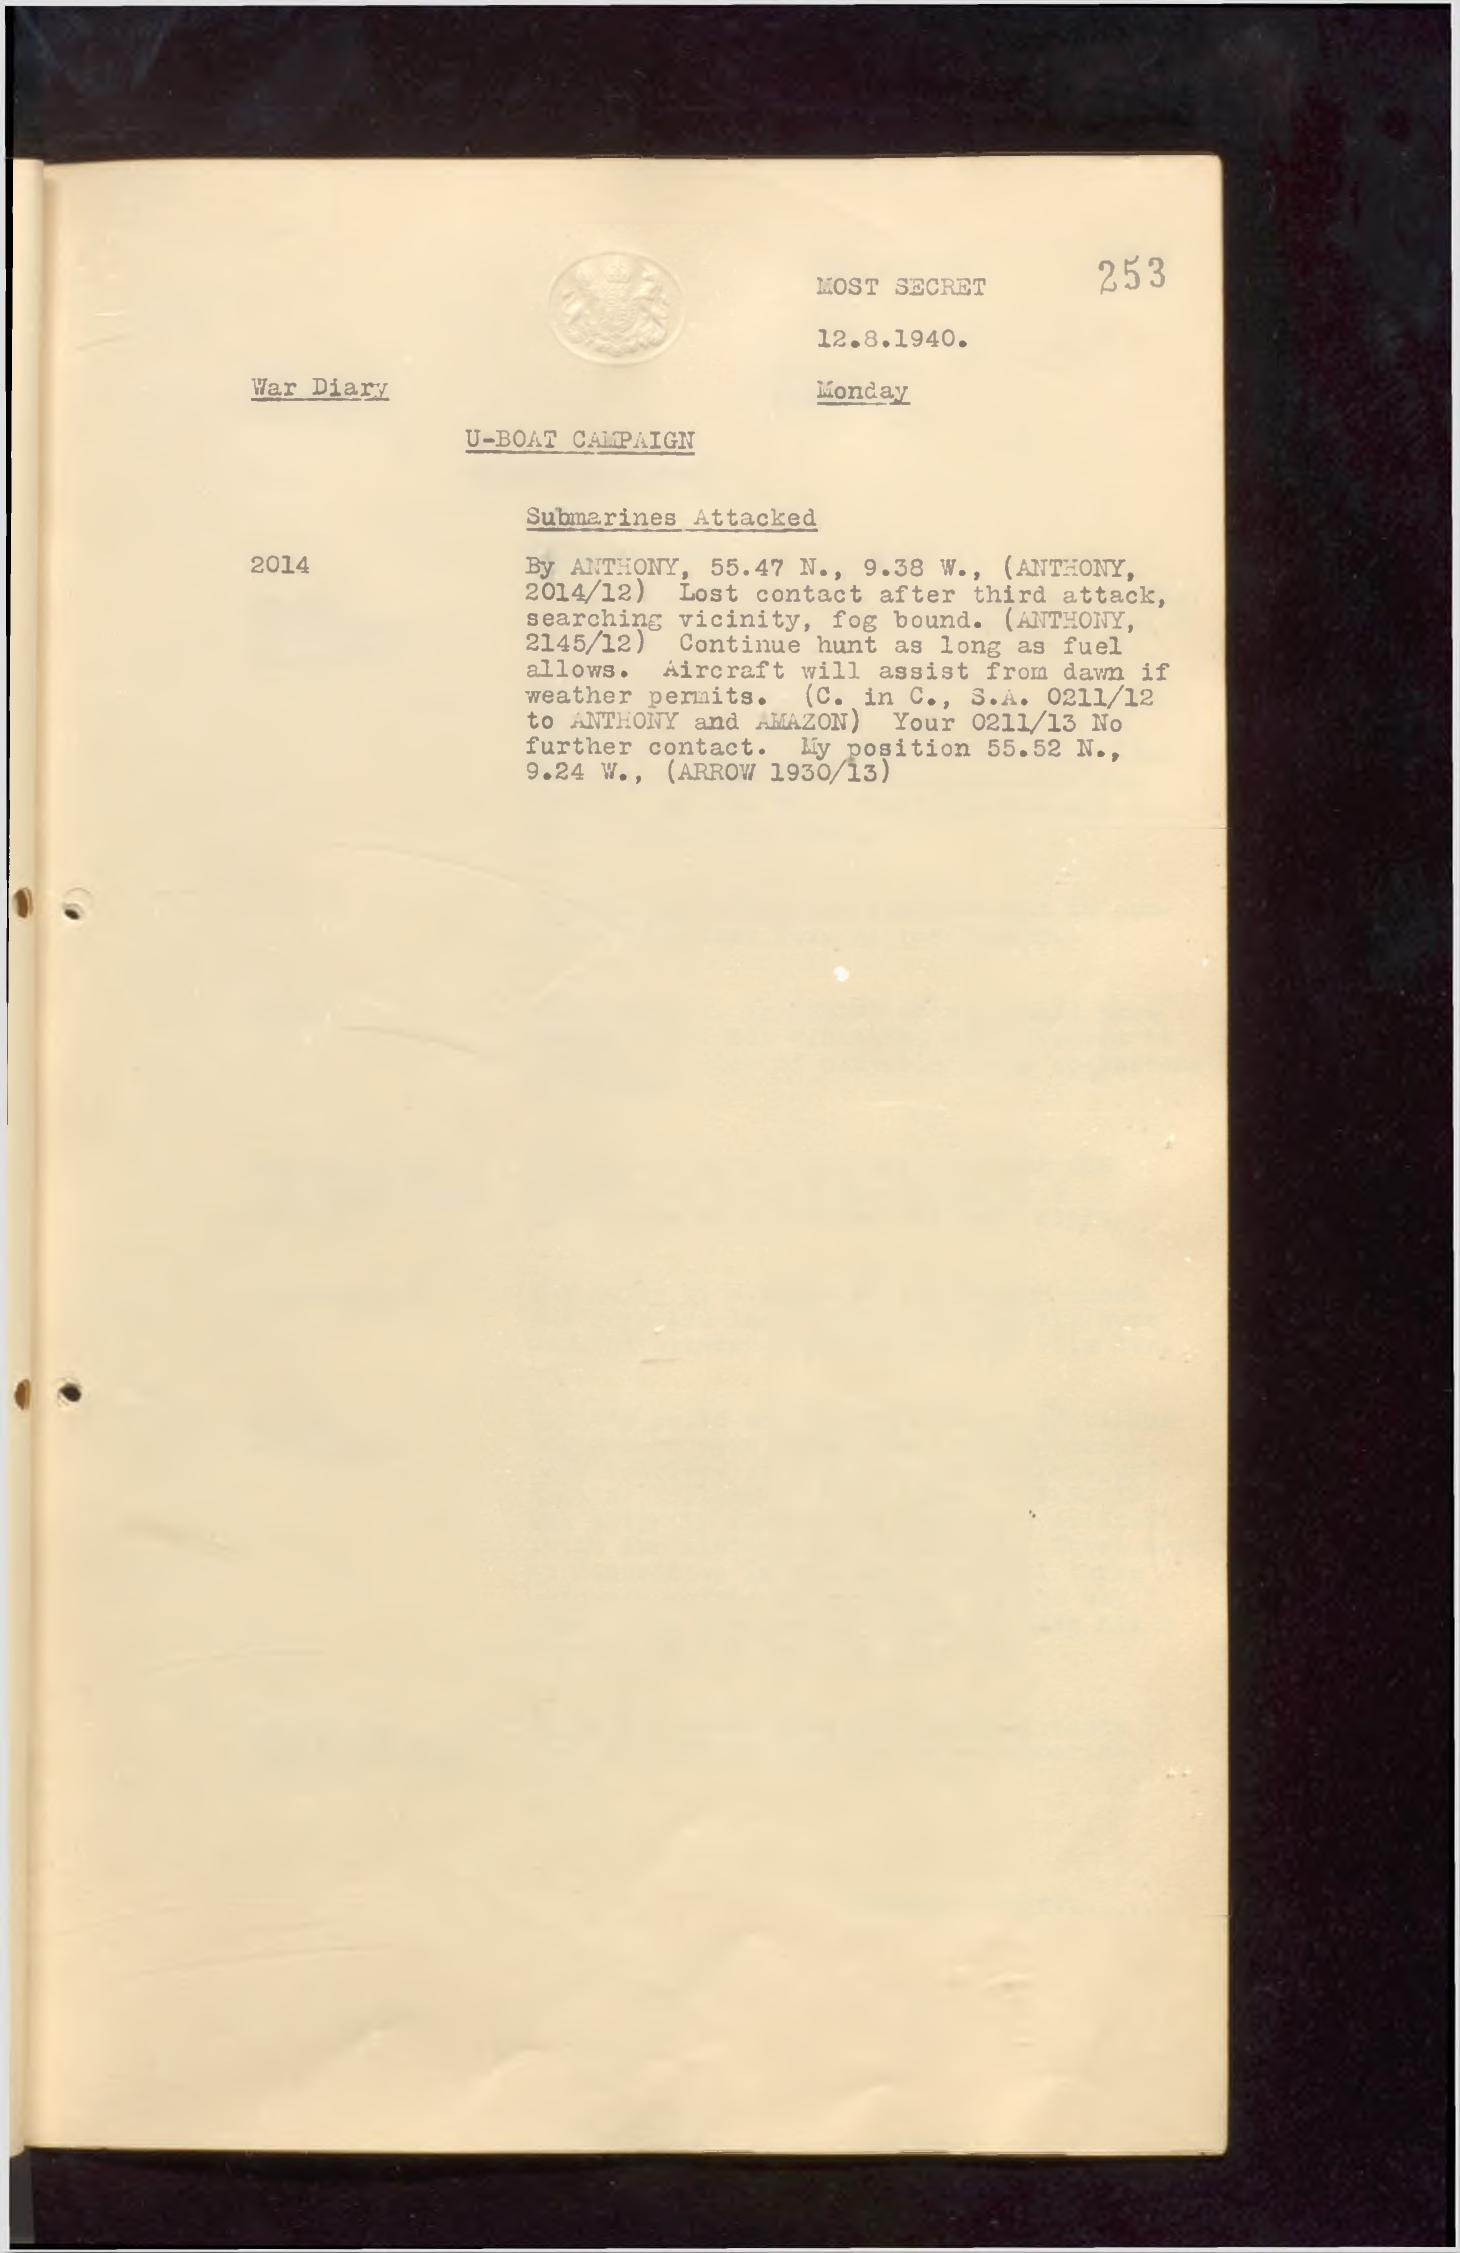 MOST SECRET 253
12.8.1940.
War Diary Monday
U-BOAT CAMPAIGN
Submarines Attacked
2014 By ANTHONY, 55.47 N., 9.38 W., (ANTHONY,
2014/12) Lost contact after third attack,
searching vicinity, fog bound. (ANTHONY,
2145/12) Continue hunt as long as fuel
allows. Aircraft will assist from dawn if
weather permits. (C. in C., S.A. 0211/12
to ANTHONY and AMAZON) Your 0211/13 No
further contact. My position 55.52 N.,
9.24 W., (ARROW 1930/13)